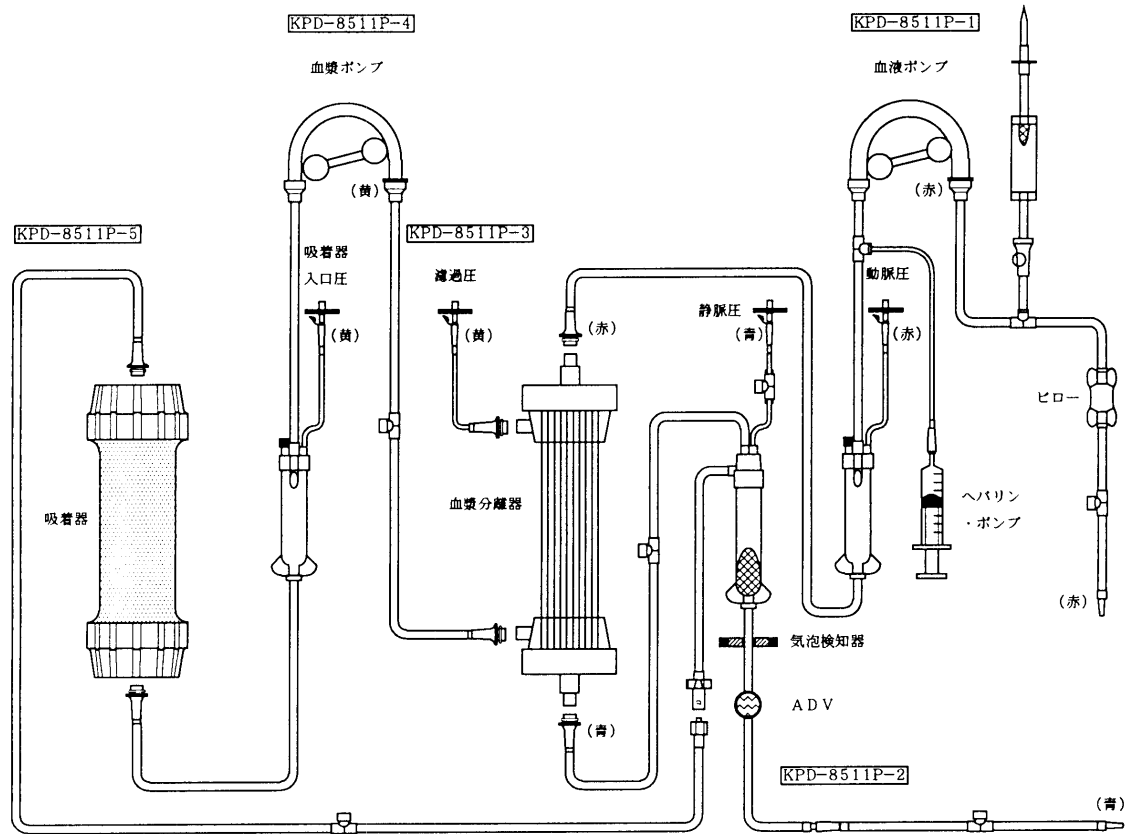 KPD-8511P-4
KPD-8511P-1
血漿ポンプ
血液ポンプ
(黄)
(赤)
KPD-8511P-5
KPD-8511P-3
吸着器
入口圧
濾過圧
動脈圧
静脈圧
(黄)
(黄)
(赤)
(青)
(赤)
ピロー
吸着器
血漿分離器
ヘパリン
・ポンプ
(赤)
気泡検知器
ADV
(青)
KPD-8511P-2
(青)